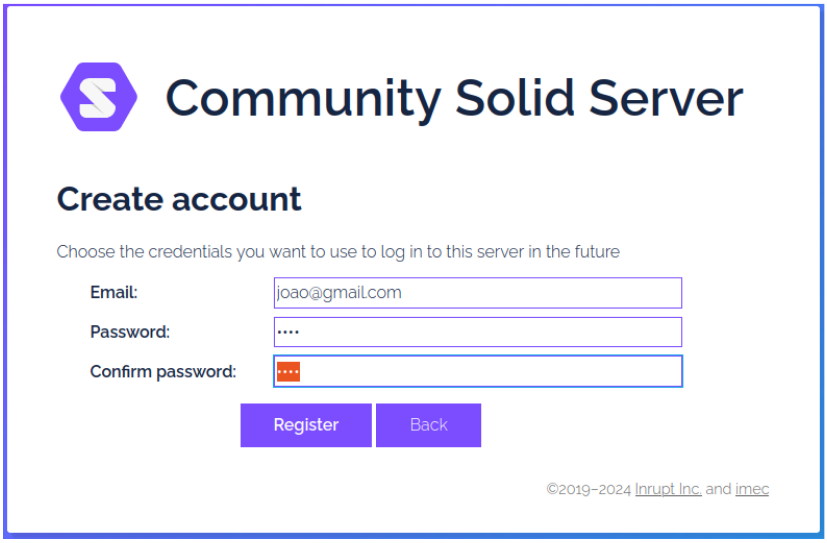 Community Solid Server
Create account
Choose the credentials you want to use to log in to this server in the future
Email: joao@gmail.com
Password: ••••
Confirm password: ••••
Register Back
©2019–2024 Inrupt Inc. and imec